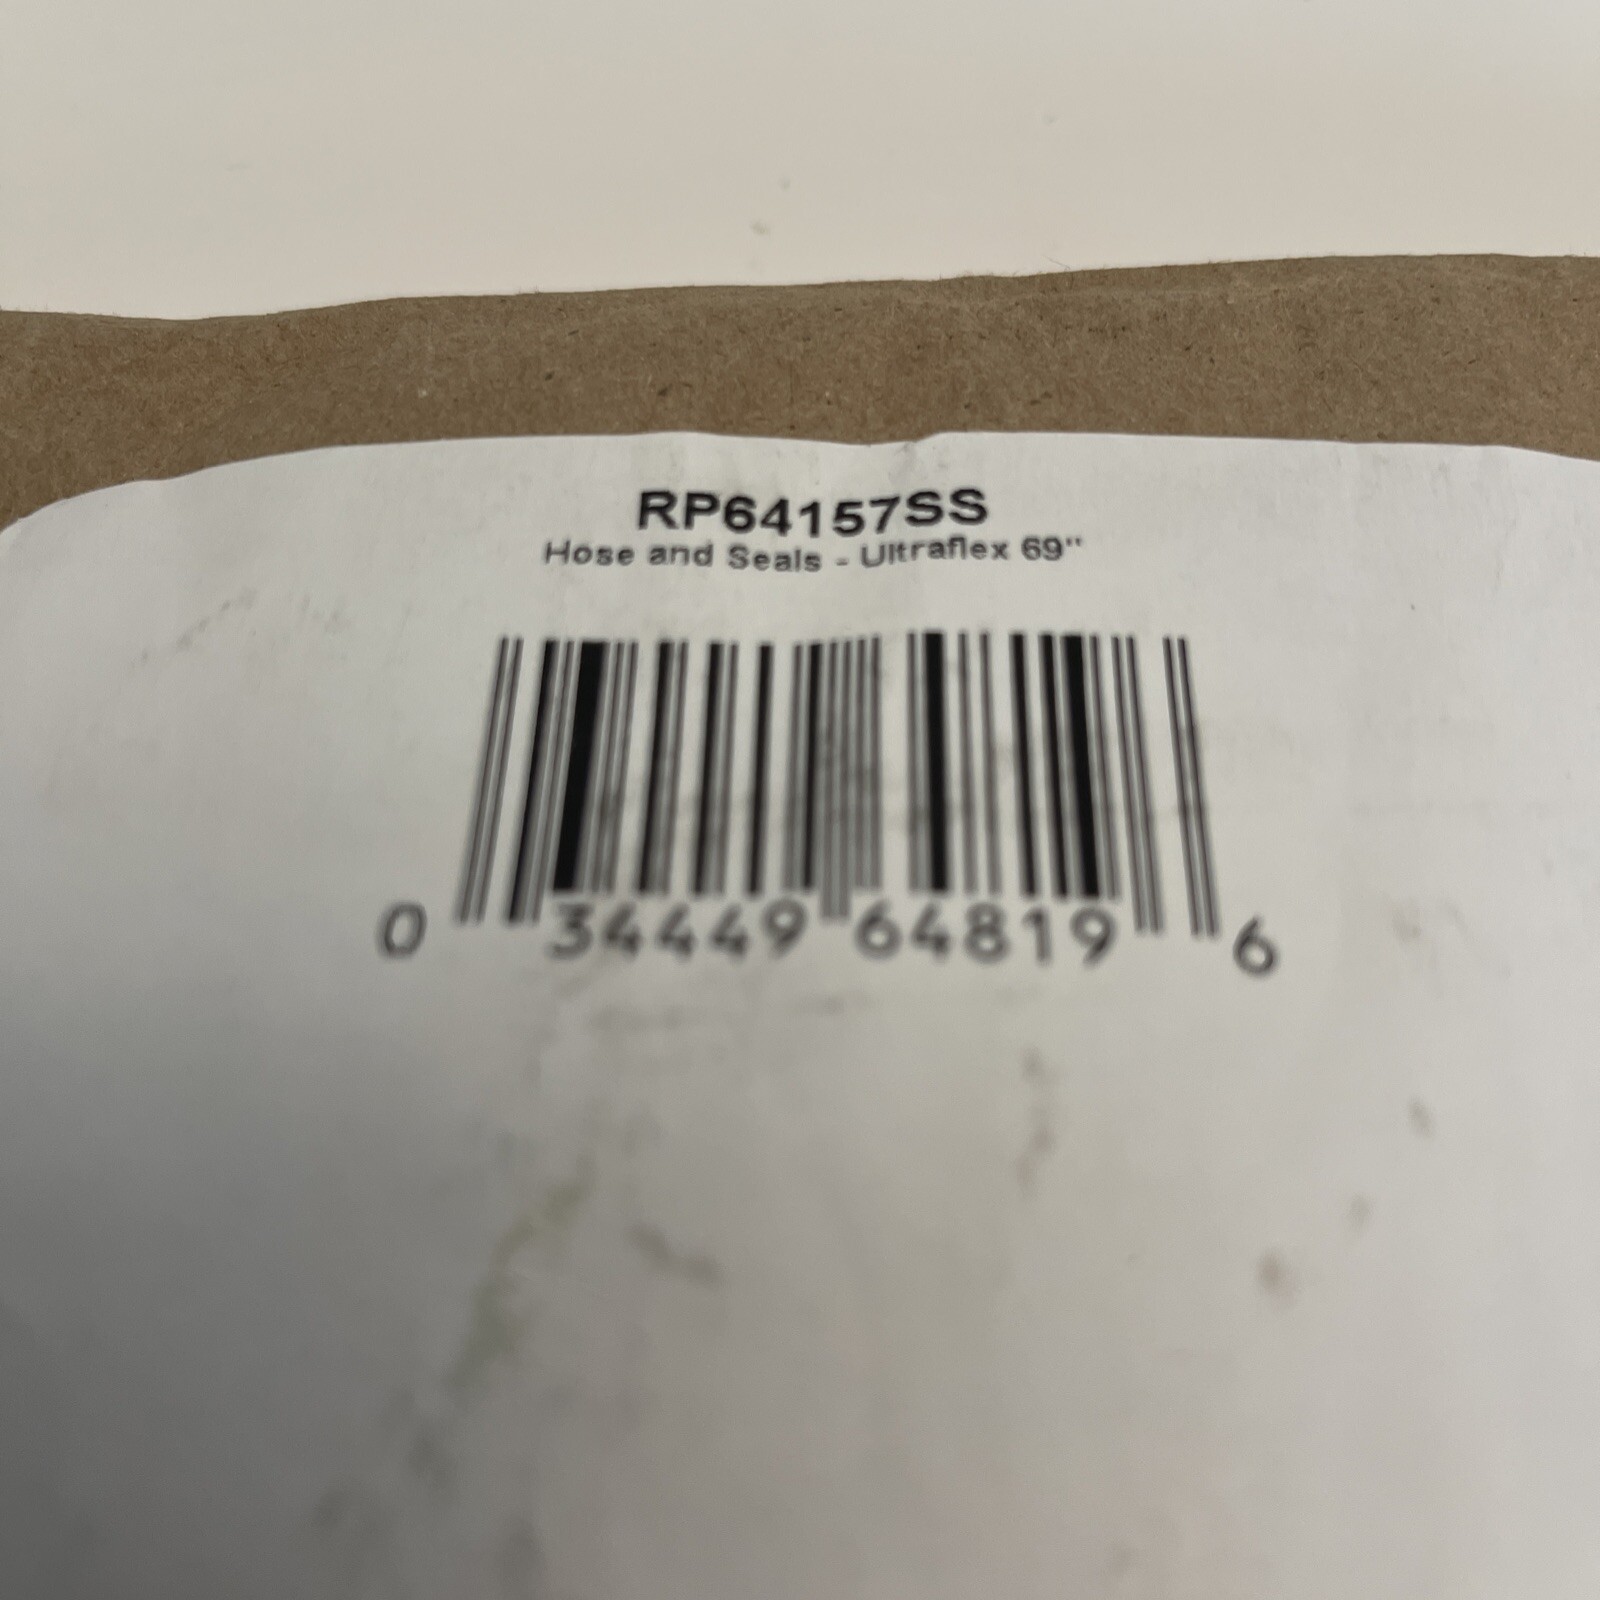 RP64157SS
Hose and Seals - Ultraflex 69"
0 34449 64819 6